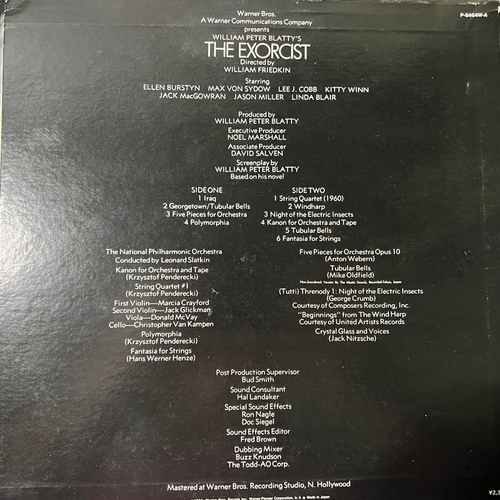 Warner Bros.
A Warner Communications Company
P-8464W-A
presents
WILLIAM PETER BLATTY'S
THE EXORCIST
Directed by
WILLIAM FRIEDKIN
Starring
ELLEN BURSTYN MAX VON SYDOW LEE J. COBB KITTY WINN
JACK MacGOWRAN JASON MILLER LINDA BLAIR
Produced by
WILLIAM PETER BLATTY
Executive Producer
NOEL MARSHALL
Associate Producer
DAVID SALVEN
Screenplay by
WILLIAM PETER BLATTY
Based on his novel
SIDE ONE
1 Iraq
2 Georgetown/Tubular Bells
3 Five Pieces for Orchestra
4 Polymorphia
SIDE TWO
1 String Quartet (1960)
2 Windharp
3 Night of the Electric Insects
4 Kanon for Orchestra and Tape
5 Tubular Bells
6 Fantasia for Strings
The National Philharmonic Orchestra
Conducted by Leonard Slatkin
Kanon for Orchestra and Tape
(Krzysztof Penderecki)
String Quartet #1
(Krzysztof Penderecki)
First Violin—Marcia Crayford
Second Violin—Jack Glickman
Viola—Donald McVay
Cello—Christopher Van Kampen
Polymorphia
(Krzysztof Penderecki)
Fantasia for Strings
(Hans Werner Henze)
Five Pieces for Orchestra Opus 10
(Anton Webern)
Tubular Bells
(Mika Oldfield)
(Tutti) Threnody 1: Night of the Electric Insects
(George Crumb)
Courtesy of Composers Recording, Inc.
"Beginnings" from The Wind Harp
Courtesy of United Artists Records
Crystal Glass and Voices
(Jack Nitzsche)
Post Production Supervisor
Bud Smith
Sound Consultant
Hal Landaker
Special Sound Effects
Ron Nagle
Doc Siegel
Sound Effects Editor
Fred Brown
Dubbing Mixer
Buzz Knudson
The Todd-AO Corp.
Mastered at Warner Bros. Recording Studio, N. Hollywood